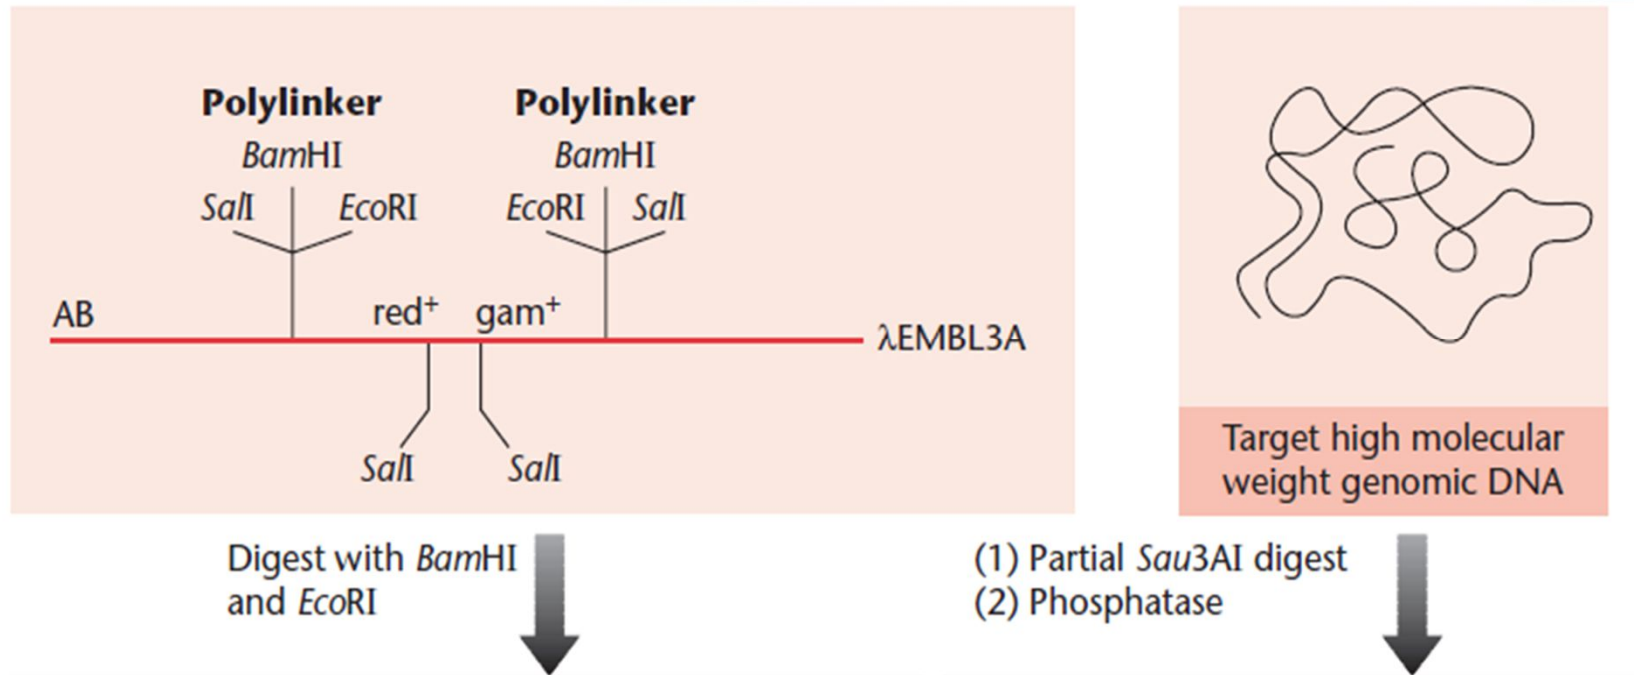 Polylinker
BamHI
SalI
EcoRI
Polylinker
BamHI
EcoRI
SalI
AB
red+
gam+
λEMBL3A
SalI
SalI
Target high molecular
weight genomic DNA
Digest with BamHI
and EcoRI
(1) Partial Sau3AI digest
(2) Phosphatase